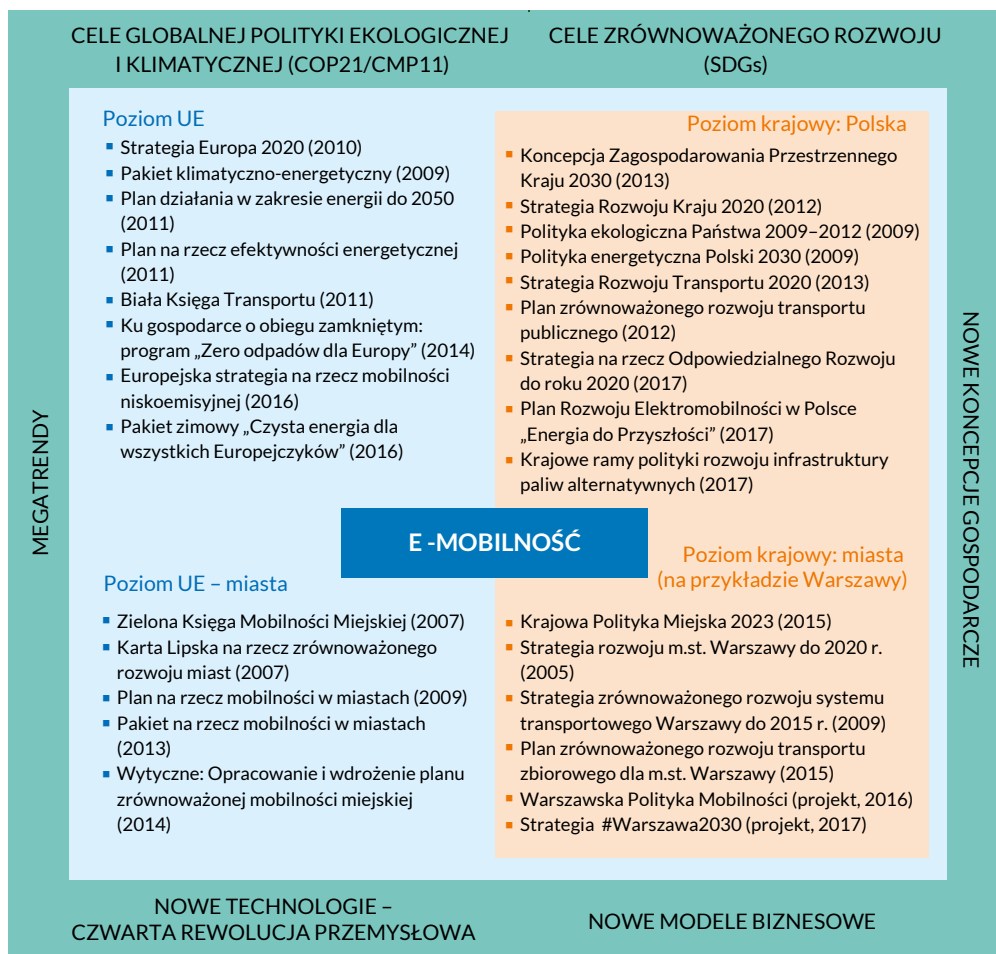 CELE GLOBALNEJ POLITYKI EKOLOGICZNEJ
I KLIMATYCZNEJ (COP21/CMP11)
CELE ZRÓWNOWAŻONEGO ROZWOJU
(SDGs)
MEGATRENDY
Poziom UE
▪ Strategia Europa 2020 (2010)
▪ Pakiet klimatyczno-energetyczny (2009)
▪ Plan działania w zakresie energii do 2050
(2011)
▪ Plan na rzecz efektywności energetycznej
(2011)
▪ Biała Księga Transportu (2011)
▪ Ku gospodarce o obiegu zamkniętym:
program „Zero odpadów dla Europy” (2014)
▪ Europejska strategia na rzecz mobilności
niskoemisyjnej (2016)
▪ Pakiet zimowy „Czysta energia dla
wszystkich Europejczyków” (2016)
Poziom krajowy: Polska
▪ Koncepcja Zagospodarowania Przestrzennego
Kraju 2030 (2013)
▪ Strategia Rozwoju Kraju 2020 (2012)
▪ Polityka ekologiczna Państwa 2009–2012 (2009)
▪ Polityka energetyczna Polski 2030 (2009)
▪ Strategia Rozwoju Transportu 2020 (2013)
▪ Plan zrównoważonego rozwoju transportu
publicznego (2012)
▪ Strategia na rzecz Odpowiedzialnego Rozwoju
do roku 2020 (2017)
▪ Plan Rozwoju Elektromobilności w Polsce
„Energia do Przyszłości” (2017)
▪ Krajowe ramy polityki rozwoju infrastruktury
paliw alternatywnych (2017)
E -MOBILNOŚĆ
Poziom UE – miasta
▪ Zielona Księga Mobilności Miejskiej (2007)
▪ Karta Lipska na rzecz zrównoważonego
rozwoju miast (2007)
▪ Plan na rzecz mobilności w miastach (2009)
▪ Pakiet na rzecz mobilności w miastach
(2013)
▪ Wytyczne: Opracowanie i wdrożenie planu
zrównoważonej mobilności miejskiej
(2014)
Poziom krajowy: miasta
(na przykładzie Warszawy)
▪ Krajowa Polityka Miejska 2023 (2015)
▪ Strategia rozwoju m.st. Warszawy do 2020 r.
(2005)
▪ Strategia zrównoważonego rozwoju systemu
transportowego Warszawy do 2015 r. (2009)
▪ Plan zrównoważonego rozwoju transportu
zbiorowego dla m.st. Warszawy (2015)
▪ Warszawska Polityka Mobilności (projekt, 2016)
▪ Strategia #Warszawa2030 (projekt, 2017)
NOWE KONCEPCJE GOSPODARCZE
NOWE TECHNOLOGIE –
CZWARTA REWOLUCJA PRZEMYSŁOWA
NOWE MODELE BIZNESOWE